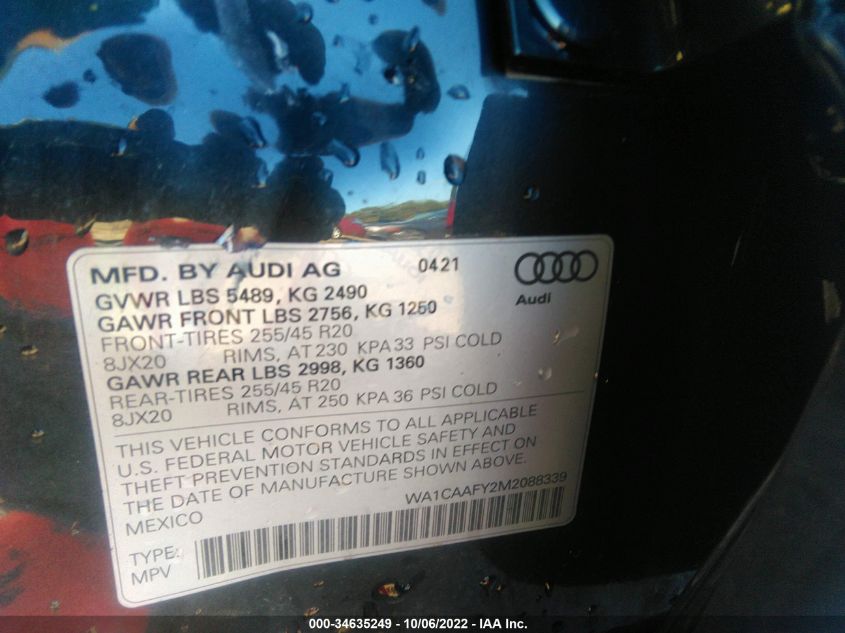 MFD. BY AUDI AG 0421
Audi
GVWR LBS 5489, KG 2490
GAWR FRONT LBS 2756, KG 1250
FRONT-TIRES 255/45 R20
8JX20 RIMS, AT 230 KPA 33 PSI COLD
GAWR REAR LBS 2998, KG 1360
REAR-TIRES 255/45 R20
8JX20 RIMS, AT 250 KPA 36 PSI COLD
THIS VEHICLE CONFORMS TO ALL APPLICABLE
U.S. FEDERAL MOTOR VEHICLE SAFETY AND
THEFT PREVENTION STANDARDS IN EFFECT ON
THE DATE OF MANUFACTURE SHOWN ABOVE.
MEXICO WA1CAAFY2M2088339
TYPE:
MPV
000-34635249 - 10/06/2022 - IAA Inc.